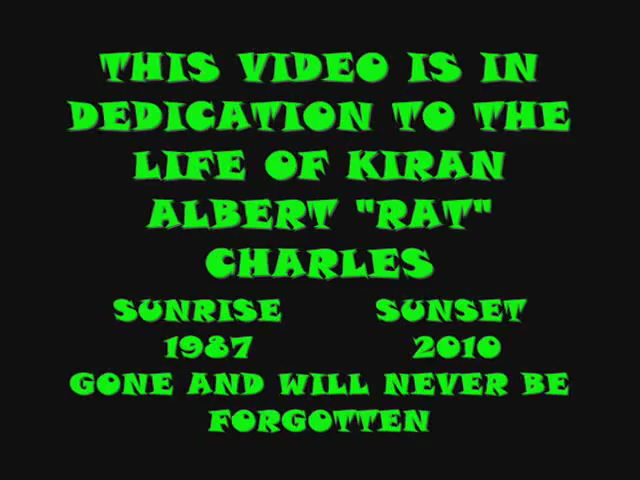 THIS VIDEO IS IN
DEDICATION TO THE
LIFE OF KIRAN
ALBERT "RAT"
CHARLES
SUNRISE SUNSET
1987 2010
GONE AND WILL NEVER BE
FORGOTTEN